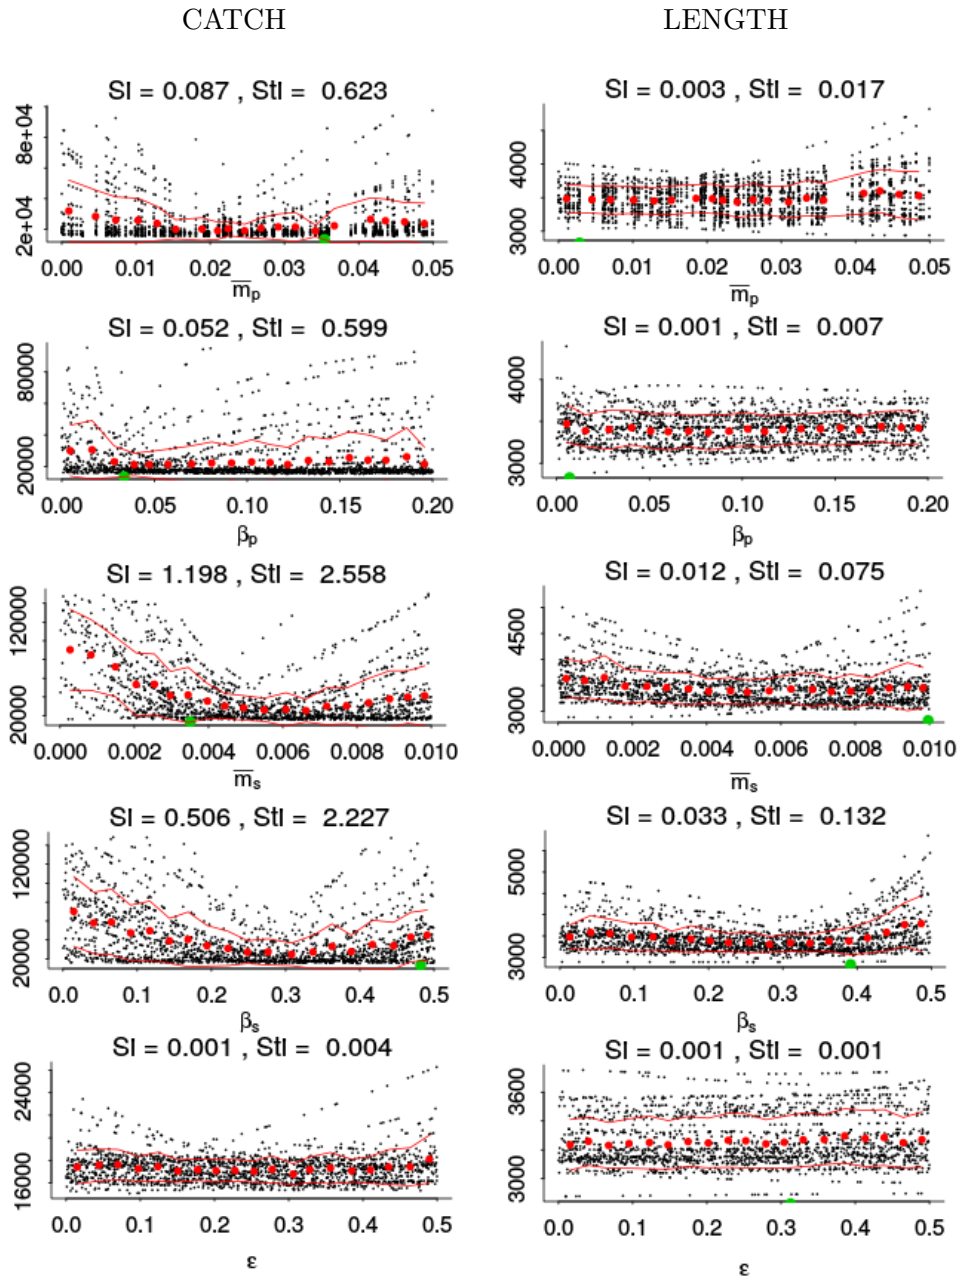 CATCH LENGTH
SI = 0.087 , StI = 0.623
SI = 0.003 , StI = 0.017
2e+04 8e+04
3000 4000
0.00 0.01 0.02 0.03 0.04 0.05
0.00 0.01 0.02 0.03 0.04 0.05
m̅p
m̅p
SI = 0.052 , StI = 0.599
SI = 0.001 , StI = 0.007
20000 80000
3000 4000
0.00 0.05 0.10 0.15 0.20
0.00 0.05 0.10 0.15 0.20
βp
βp
SI = 1.198 , StI = 2.558
SI = 0.012 , StI = 0.075
20000 120000
3000 4500
0.000 0.002 0.004 0.006 0.008 0.010
0.000 0.002 0.004 0.006 0.008 0.010
m̅s
m̅s
SI = 0.506 , StI = 2.227
SI = 0.033 , StI = 0.132
20000 120000
3000 5000
0.0 0.1 0.2 0.3 0.4 0.5
0.0 0.1 0.2 0.3 0.4 0.5
βs
βs
SI = 0.001 , StI = 0.004
SI = 0.001 , StI = 0.001
16000 24000
3000 3600
0.0 0.1 0.2 0.3 0.4 0.5
0.0 0.1 0.2 0.3 0.4 0.5
ε
ε